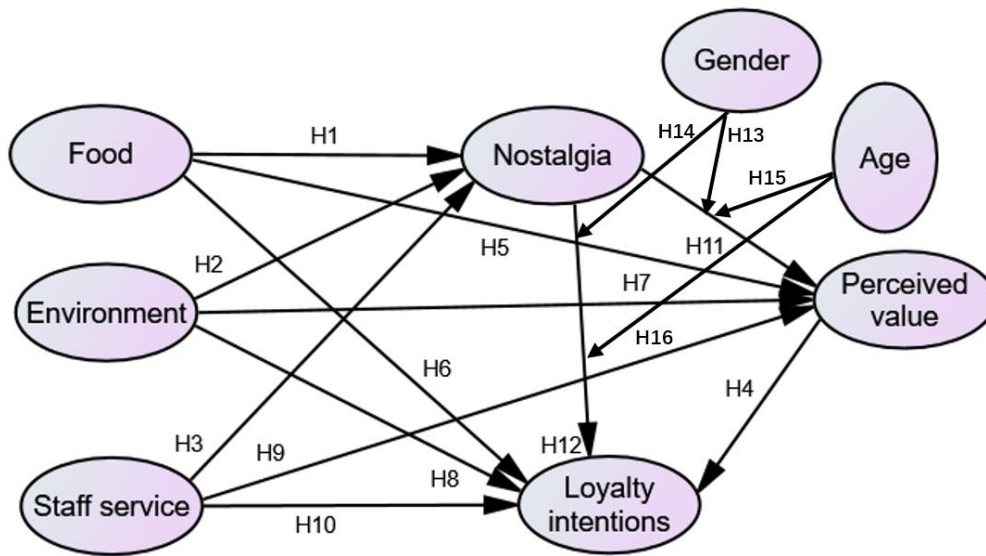 Gender
H14
H13
Food
H1
Nostalgia
Age
H15
H5
H11
H2
H7
Perceived
value
Environment
H16
H6
H4
H3
H9
H12
H8
Staff service
Loyalty
intentions
H10